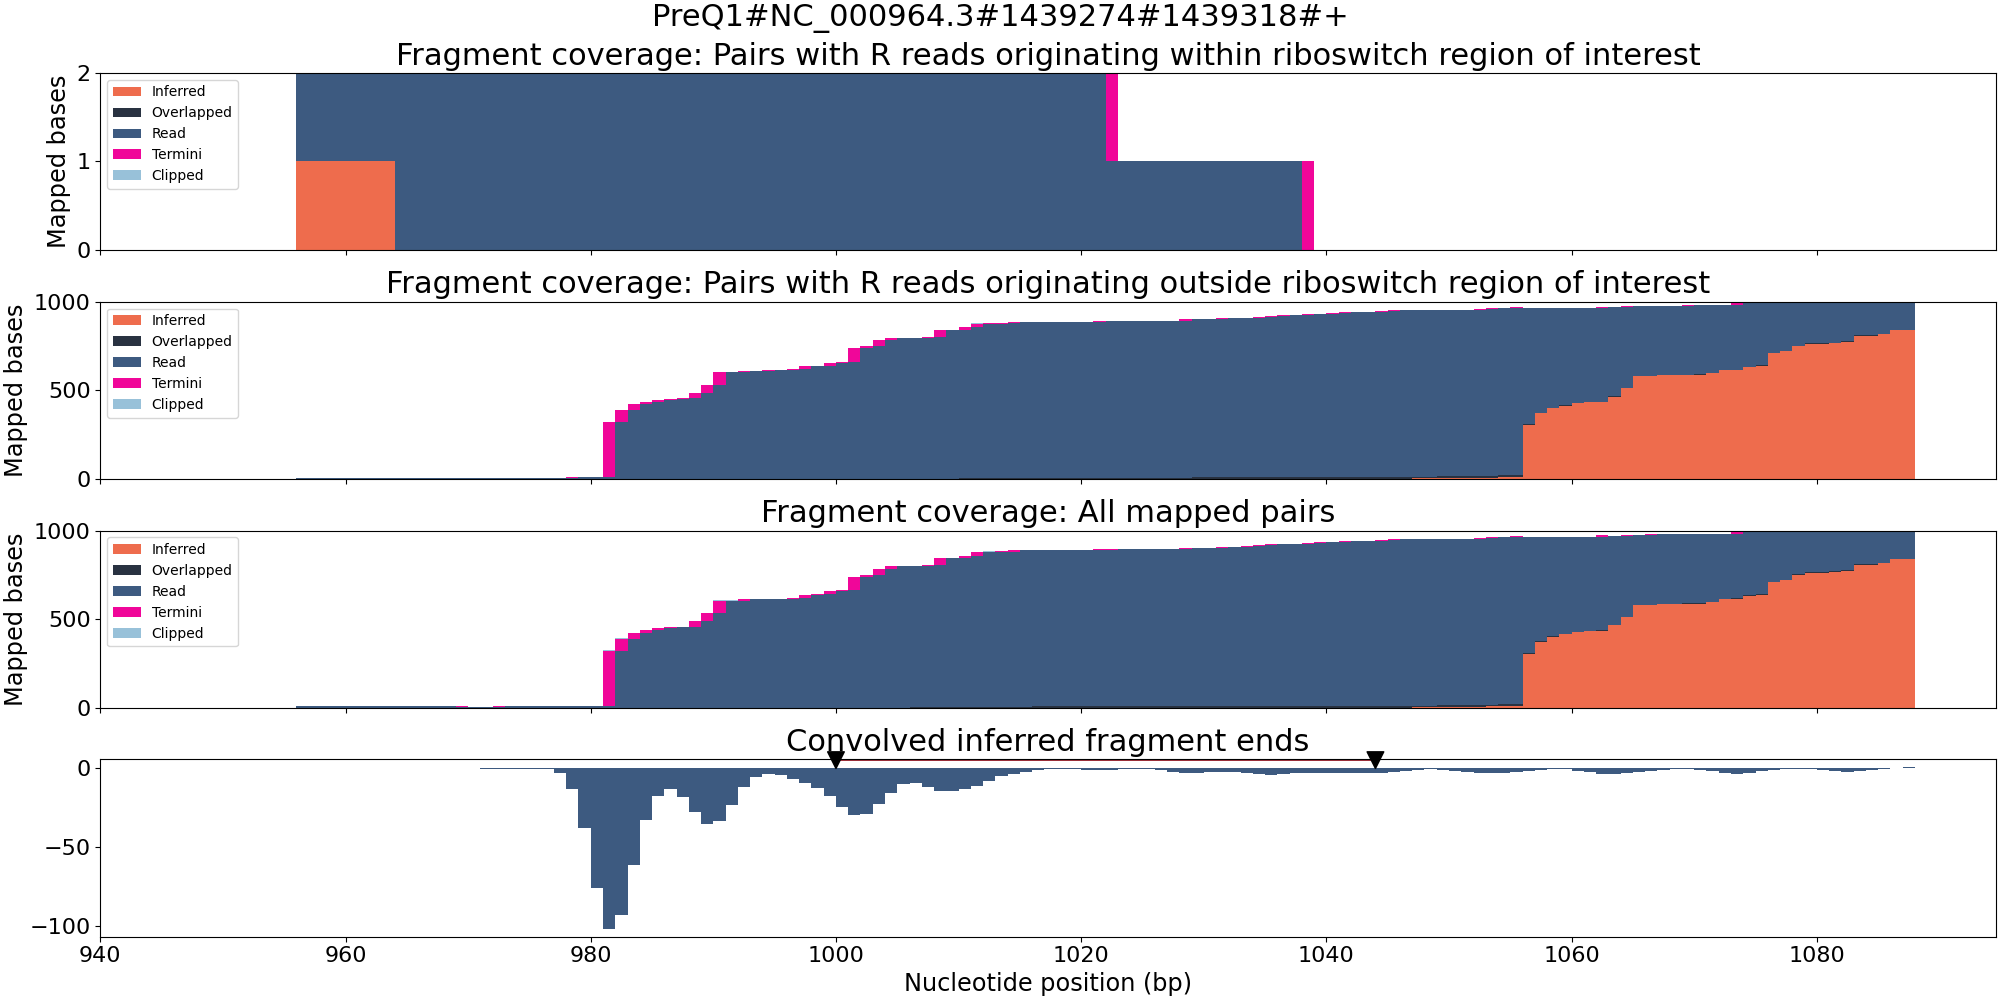 PreQ1#NC_000964.3#1439274#1439318#+
Fragment coverage: Pairs with R reads originating within riboswitch region of interest
Mapped bases
2
1
0
Inferred
Overlapped
Read
Termini
Clipped
Fragment coverage: Pairs with R reads originating outside riboswitch region of interest
Mapped bases
1000
500
0
Inferred
Overlapped
Read
Termini
Clipped
Fragment coverage: All mapped pairs
Mapped bases
1000
500
0
Inferred
Overlapped
Read
Termini
Clipped
Convolved inferred fragment ends
0
−50
−100
940 960 980 1000 1020 1040 1060 1080
Nucleotide position (bp)